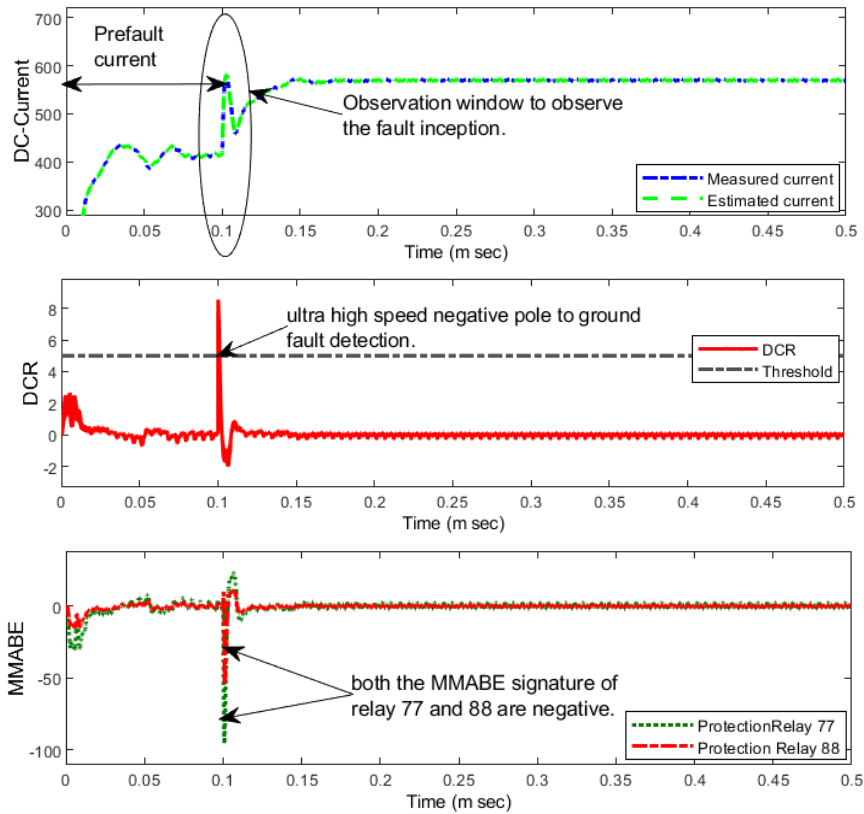 700
600
500
400
300
DC-Current
Prefault
current
Observation window to observe
the fault inception.
Measured current
Estimated current
0 0.05 0.1 0.15 0.2 0.25 0.3 0.35 0.4 0.45 0.5
Time (m sec)
8
6
4
2
0
-2
DCR
ultra high speed negative pole to ground
fault detection.
DCR
Threshold
0 0.05 0.1 0.15 0.2 0.25 0.3 0.35 0.4 0.45 0.5
Time (m sec)
0
-50
-100
MMABE
both the MMABE signature of
relay 77 and 88 are negative.
ProtectionRelay 77
Protection Relay 88
0 0.05 0.1 0.15 0.2 0.25 0.3 0.35 0.4 0.45 0.5
Time (m sec)